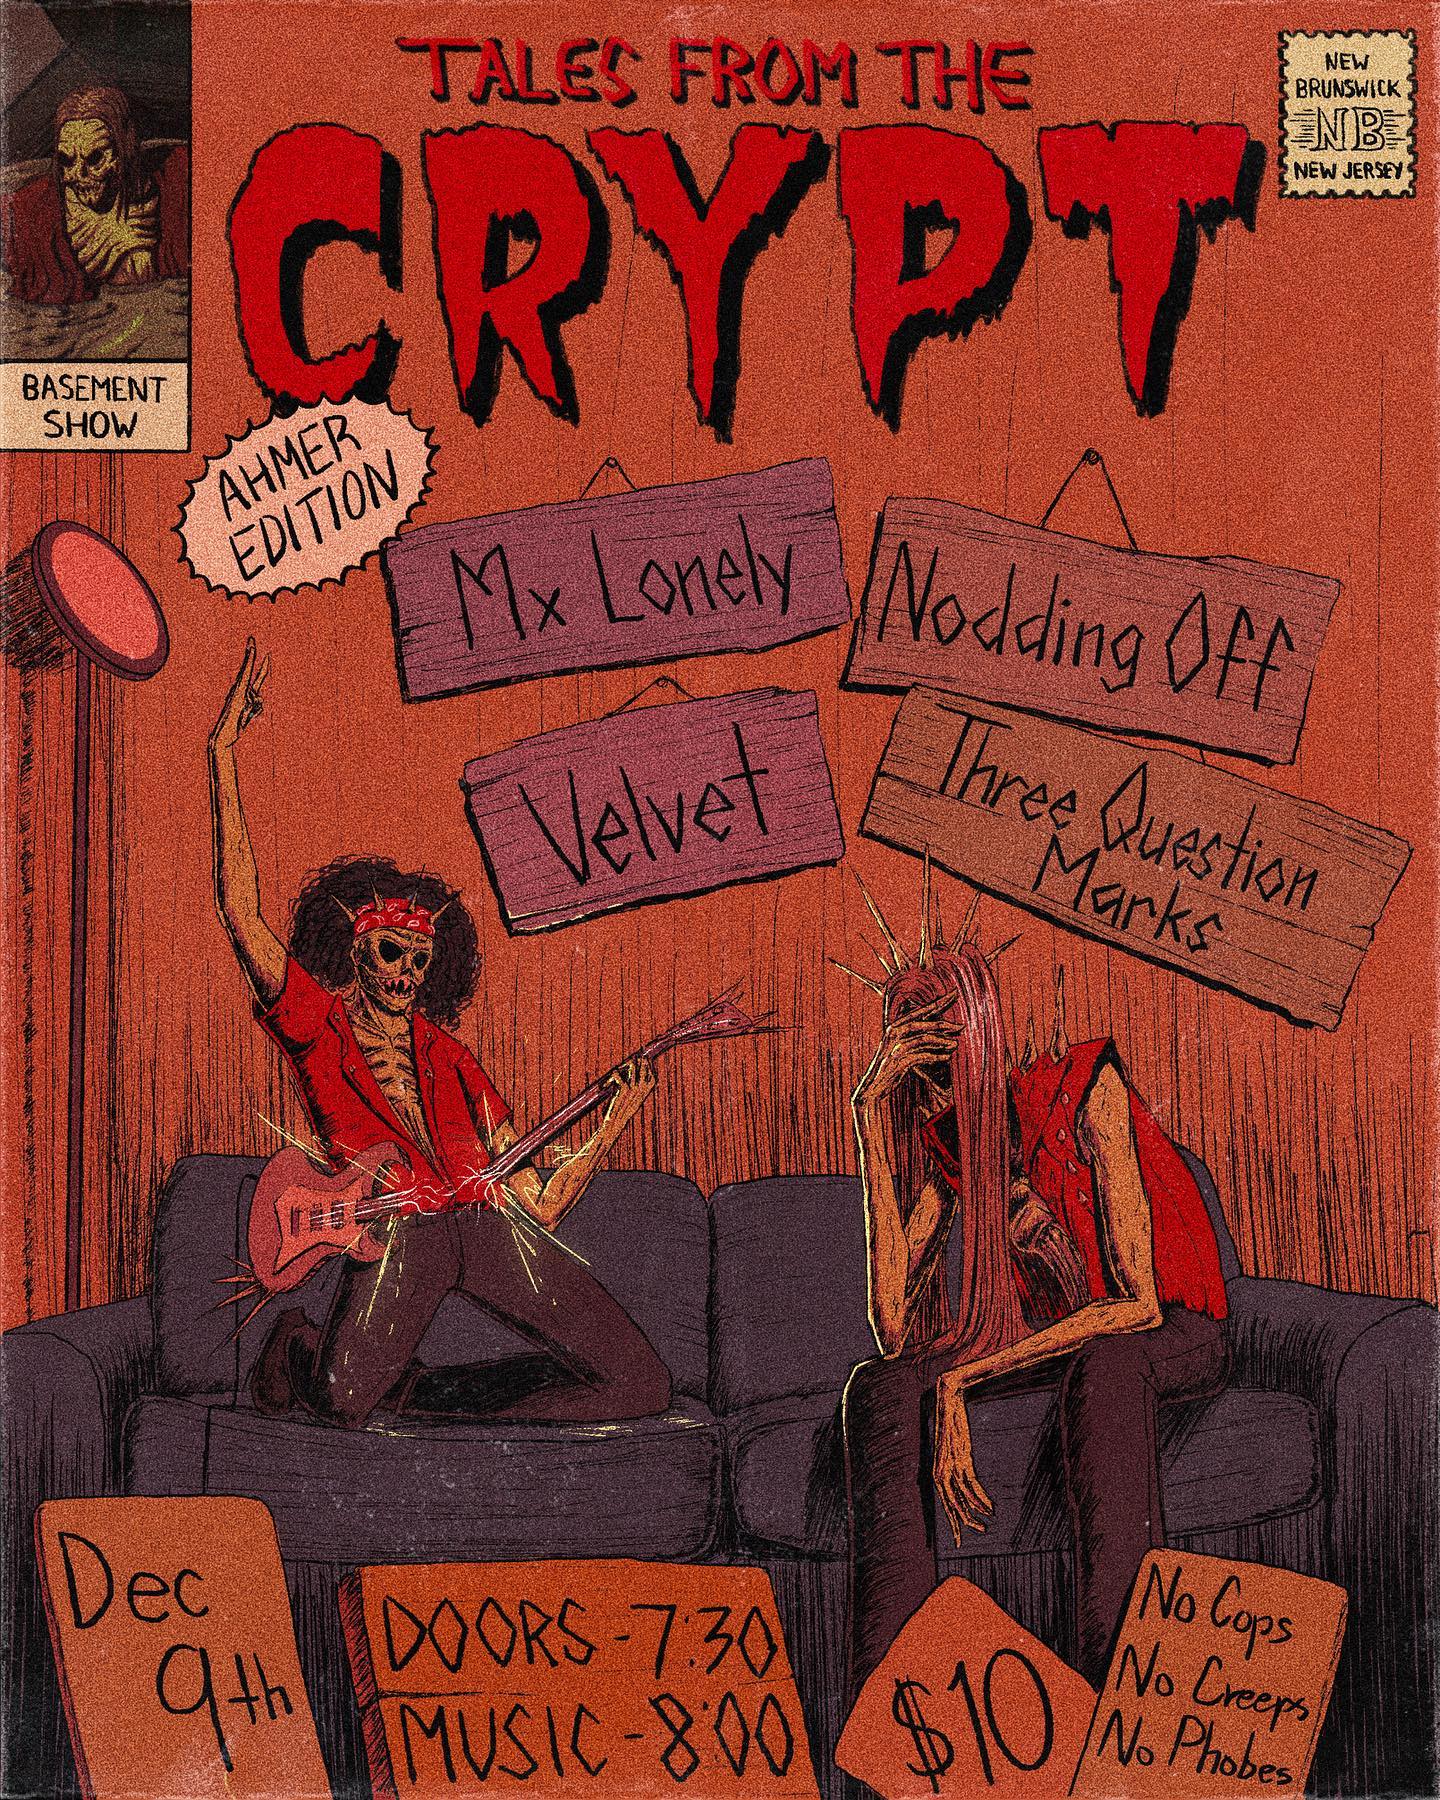 TALES FROM THE
CRYPT
NEW
BRUNSWICK
NB
NEW JERSEY
BASEMENT
SHOW
AHMER
EDITION
Mx Lonely
Nodding Off
Velvet
Three Question
Marks
Dec
9th
DOORS - 7:30
MUSIC - 8:00
$10
No Cops
No Creeps
No Phobes